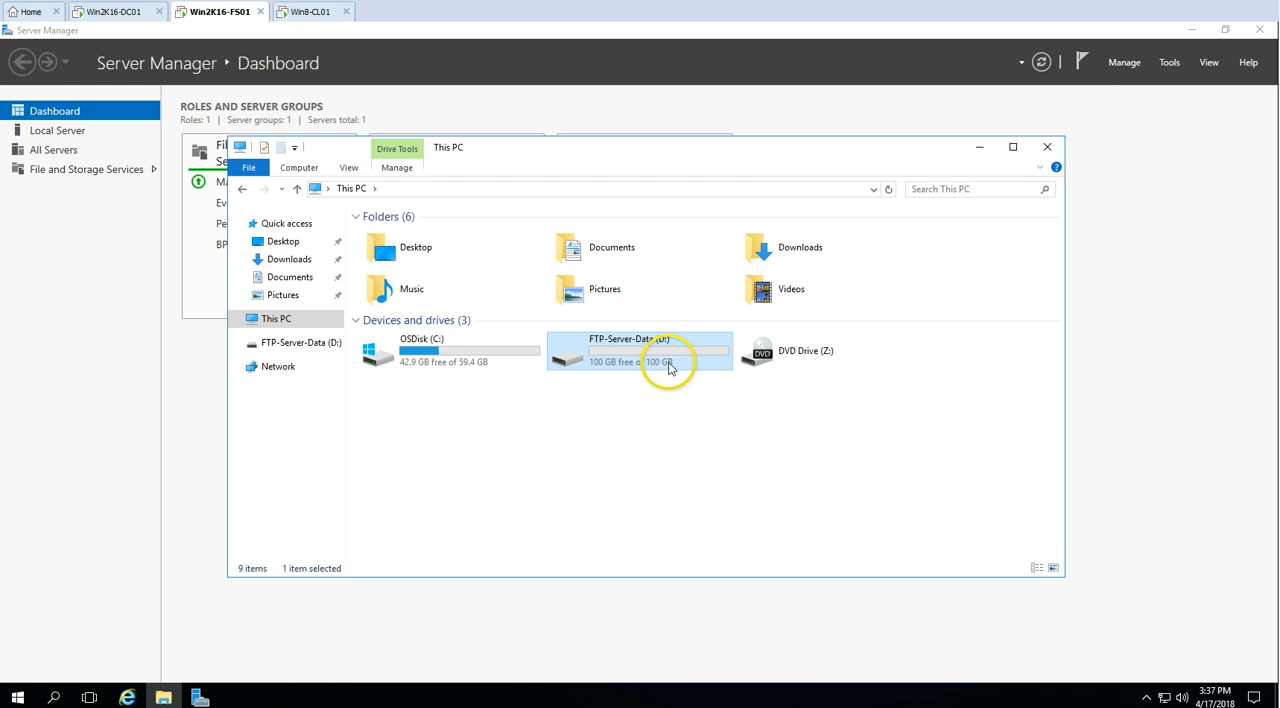 Home
Win2K16-DC01
Win2K16-FS01
Win8-CL01
Server Manager
Server Manager • Dashboard
Manage
Tools
View
Help
Dashboard
Local Server
All Servers
File and Storage Services
ROLES AND SERVER GROUPS
Roles: 1 | Server groups: 1 | Servers total: 1
Drive Tools
This PC
File
Computer
View
Manage
This PC
Search This PC
Quick access
Desktop
Downloads
Documents
Pictures
This PC
FTP-Server-Data (D:)
Network
Folders (6)
Desktop
Documents
Downloads
Music
Pictures
Videos
Devices and drives (3)
OSDisk (C:)
42.9 GB free of 59.4 GB
FTP-Server-Data (D:)
100 GB free of 100 GB
DVD
DVD Drive (Z:)
9 items
1 item selected
3:37 PM
4/17/2018